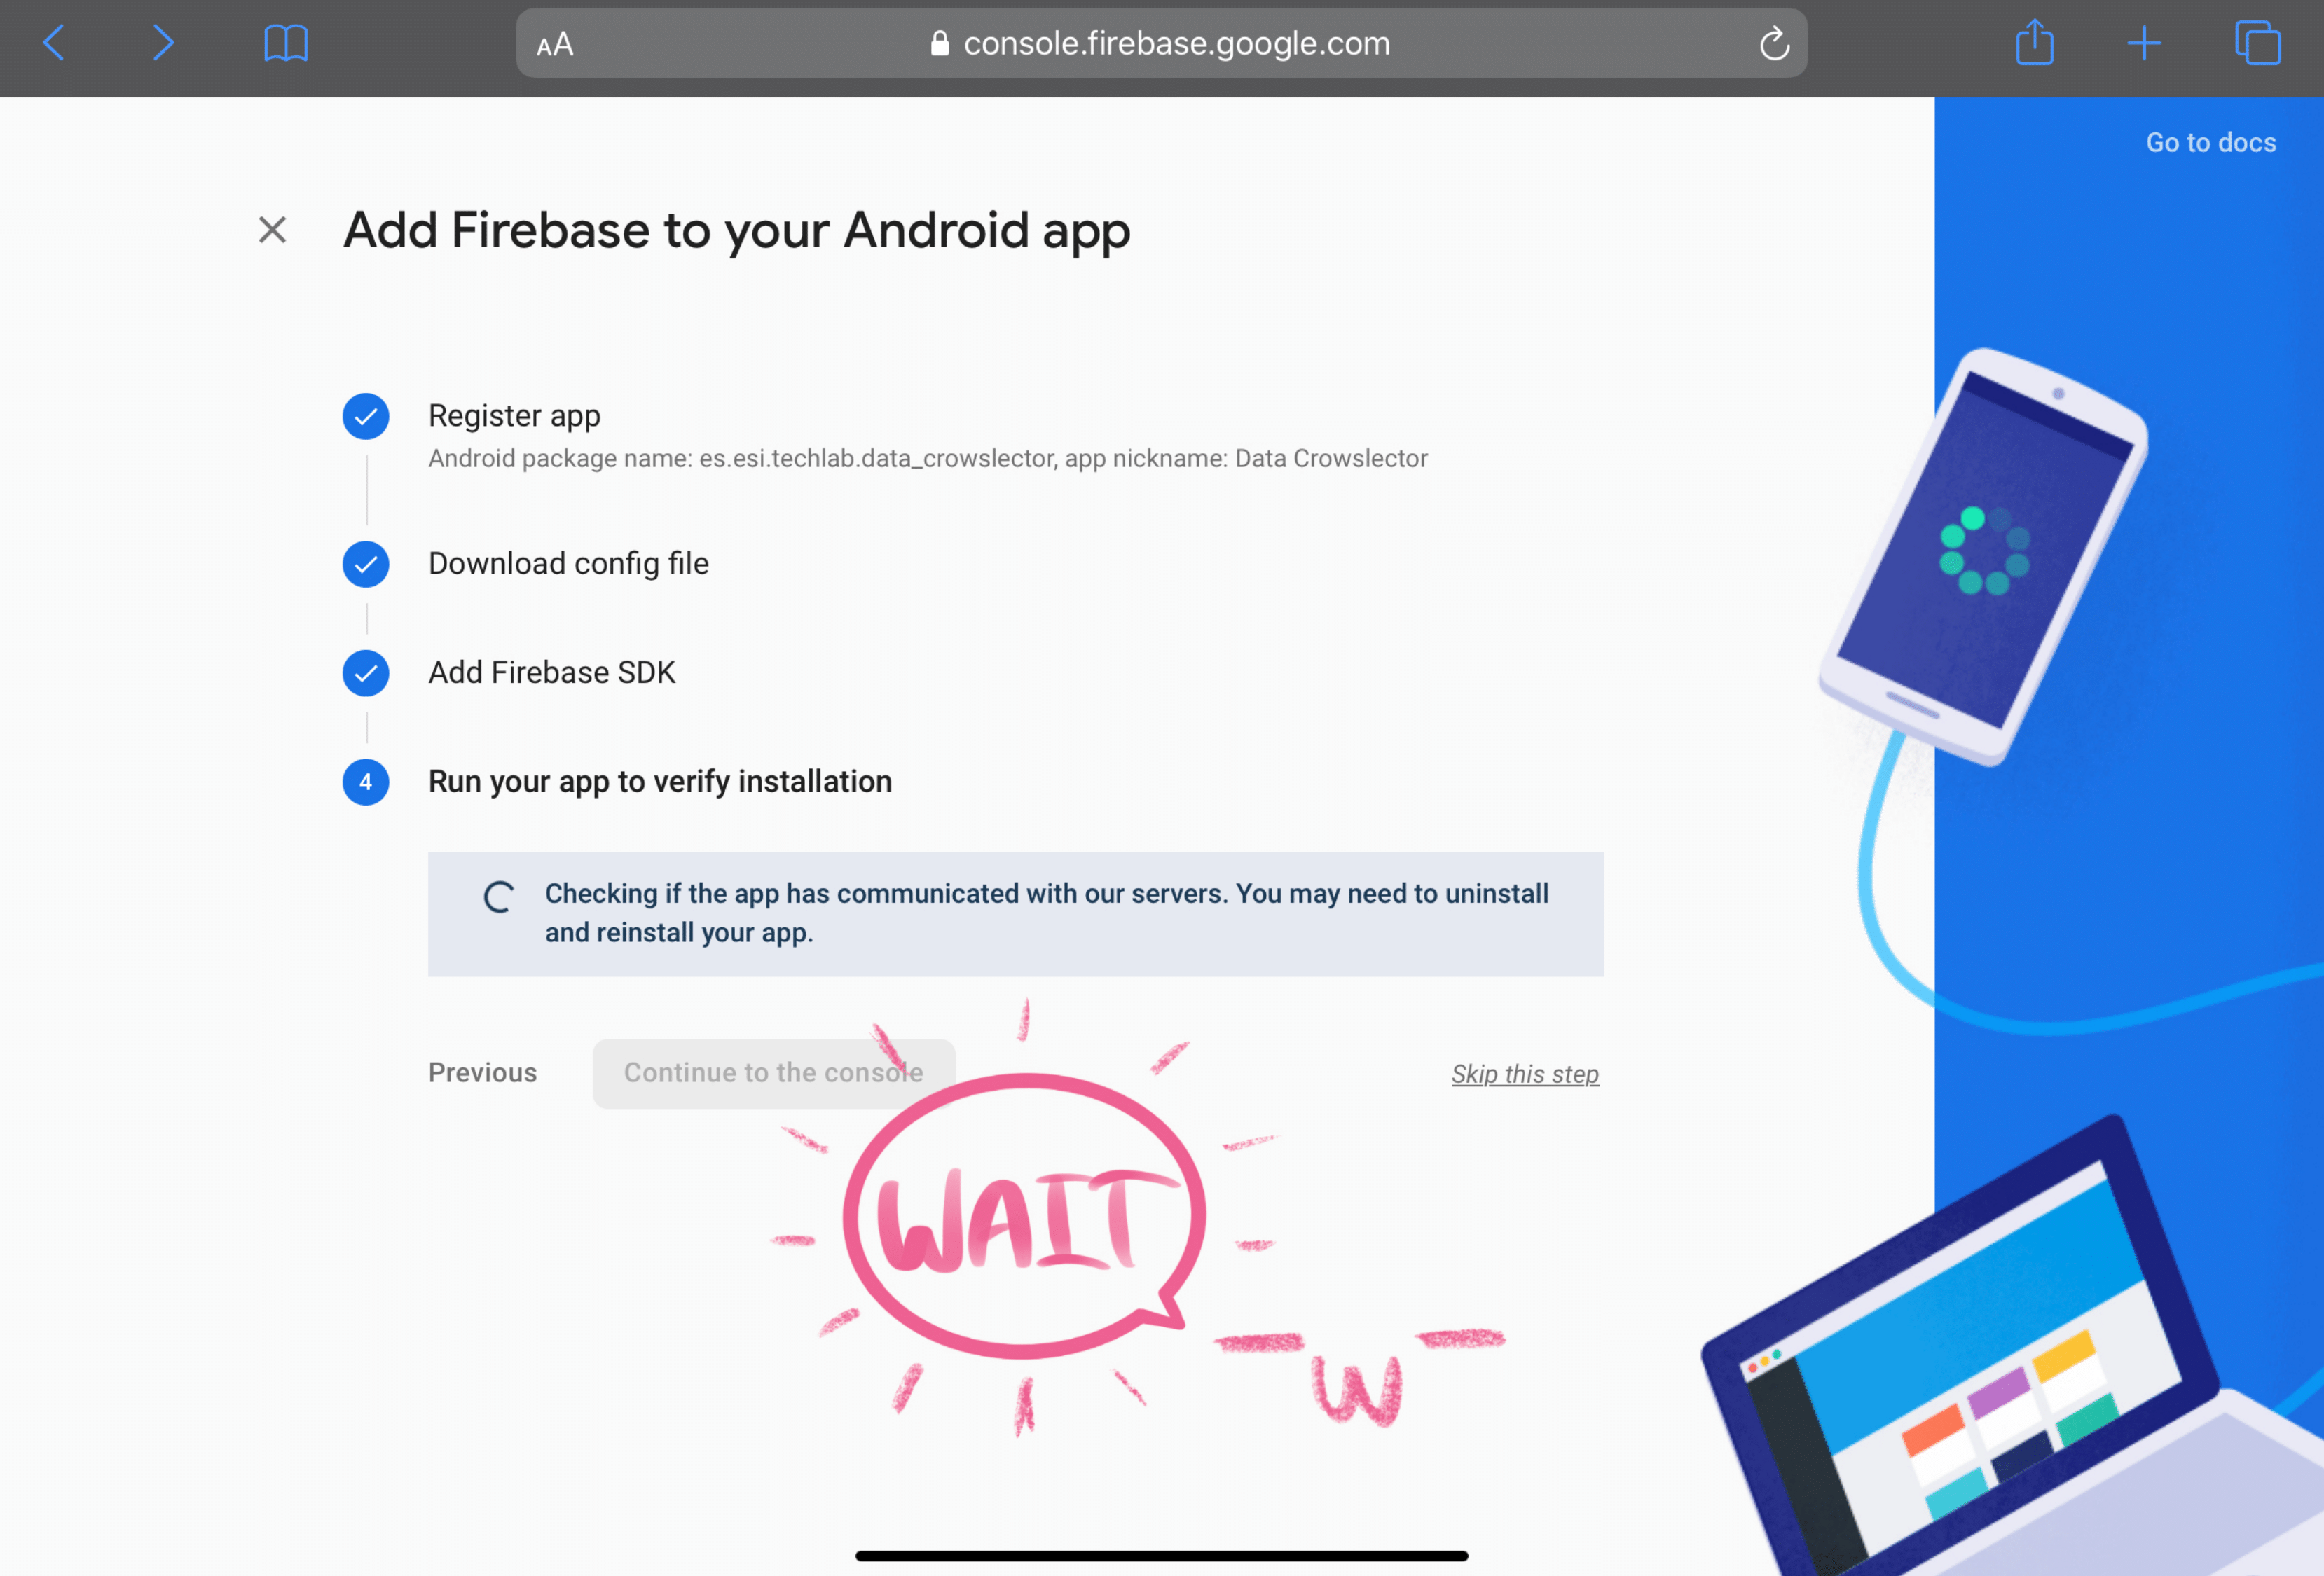 AA
console.firebase.google.com
Go to docs
Add Firebase to your Android app
Register app
Android package name: es.esi.techlab.data_crowslector, app nickname: Data Crowslector
Download config file
Add Firebase SDK
4 Run your app to verify installation
Checking if the app has communicated with our servers. You may need to uninstall
and reinstall your app.
Previous
Continue to the console
Skip this step
WAIT
w